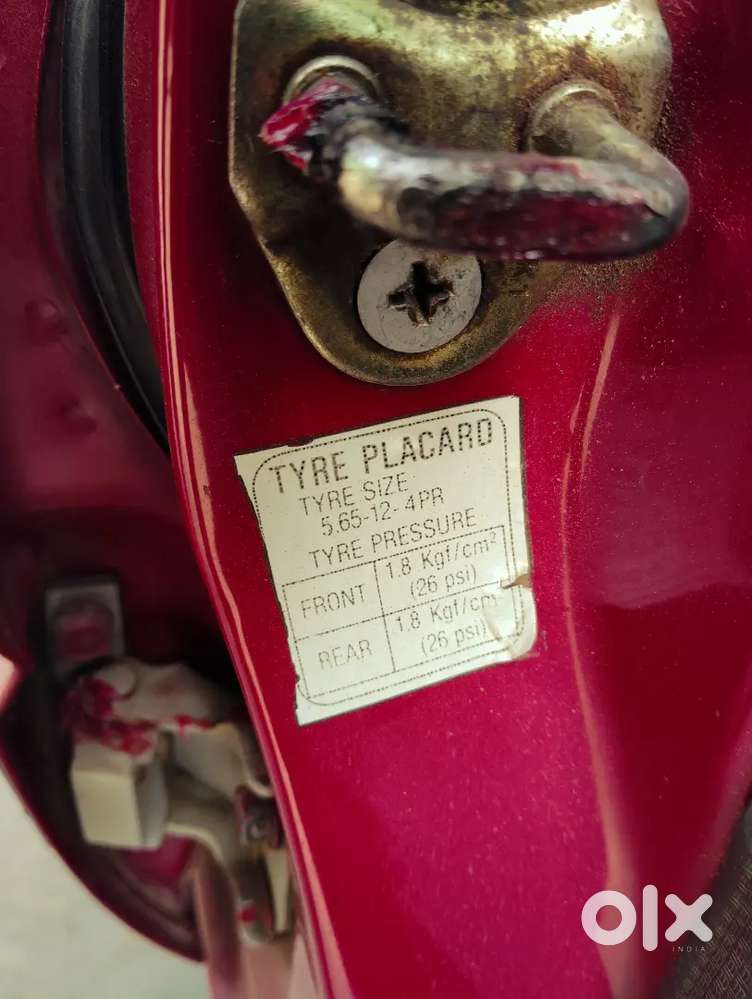 TYRE PLACARD
TYRE SIZE
5.65-12-4PR
TYRE PRESSURE
FRONT 1.8 Kgf/cm² (26 psi)
REAR 1.8 Kgf/cm (26 psi)
olx
INDIA